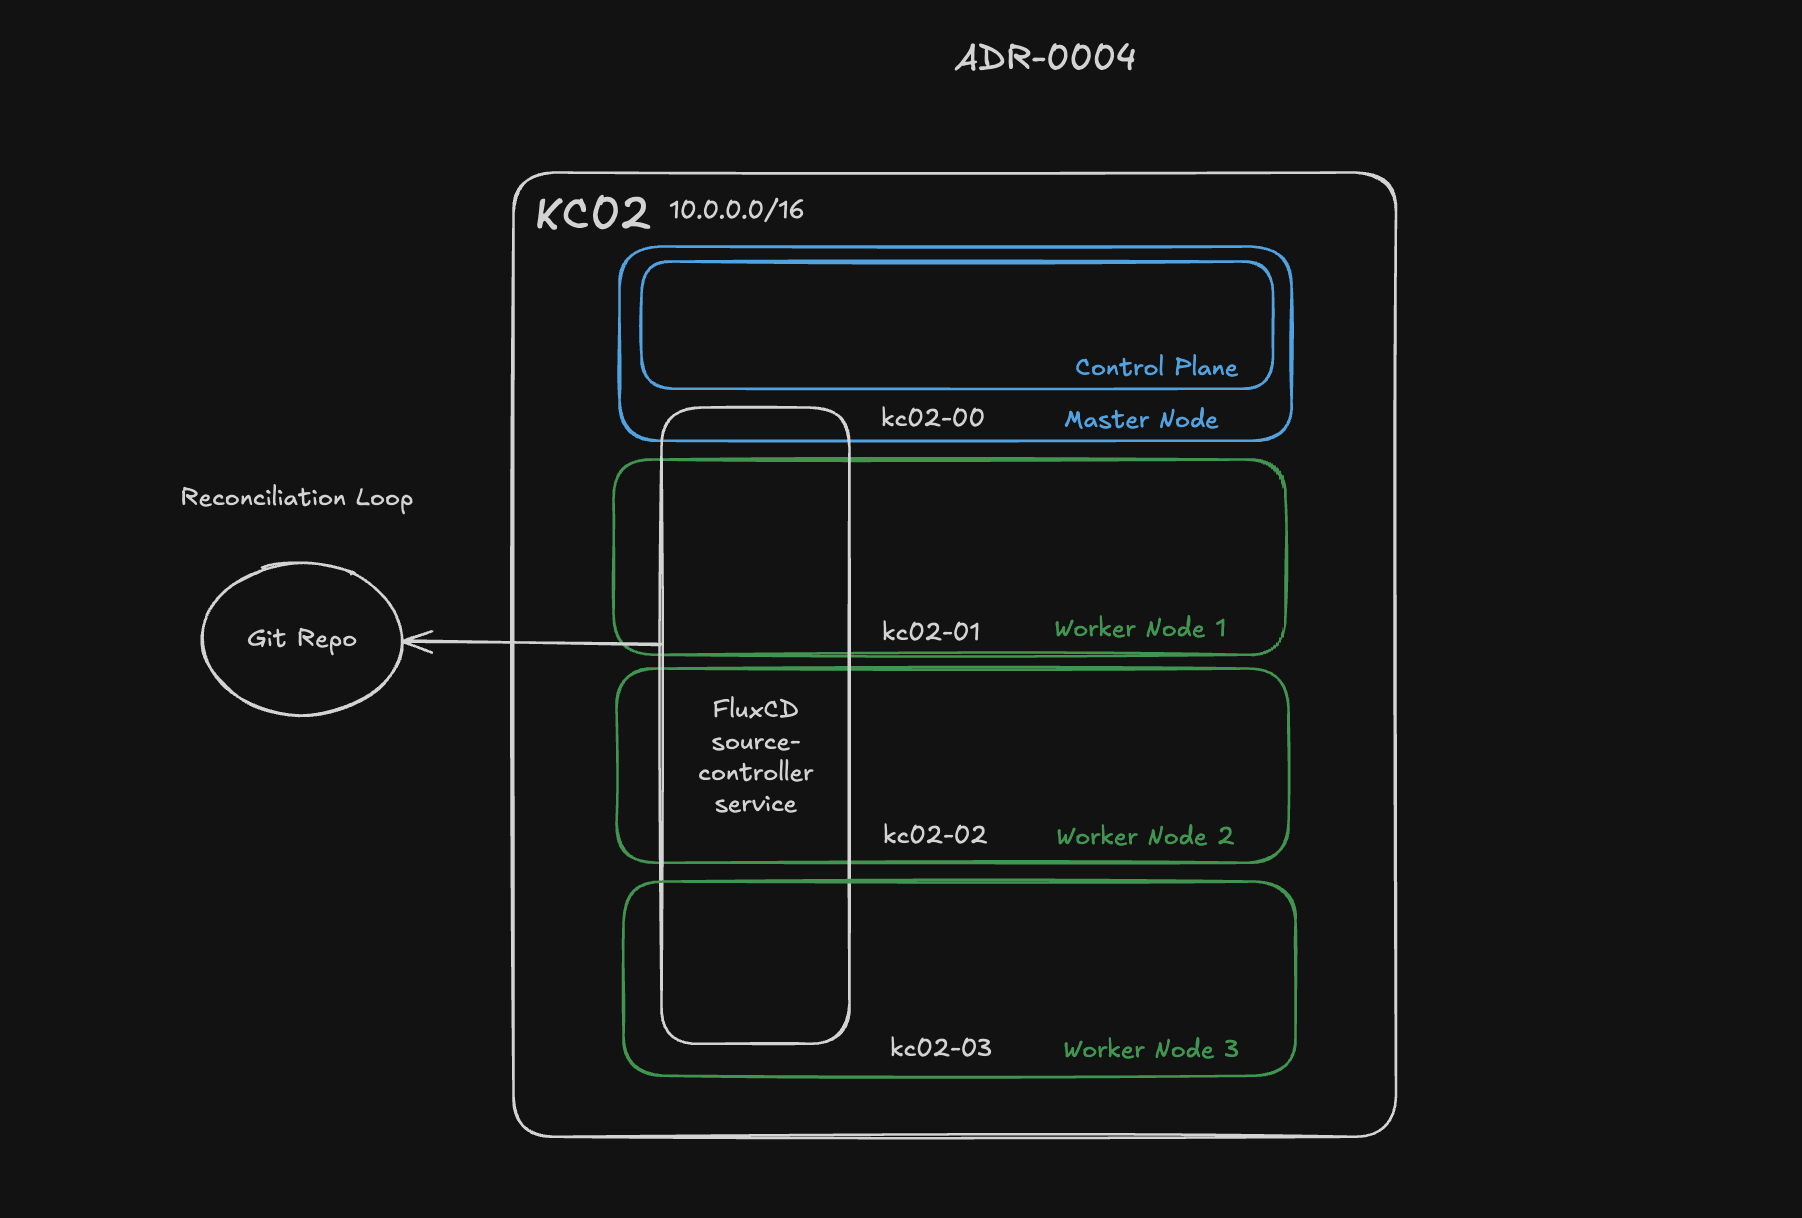 ADR-0004
KC02 10.0.0.0/16
Control Plane
kc02-00 Master Node
Reconciliation Loop
Git Repo
kc02-01 Worker Node 1
FluxCD
source-
controller
service
kc02-02 Worker Node 2
kc02-03 Worker Node 3